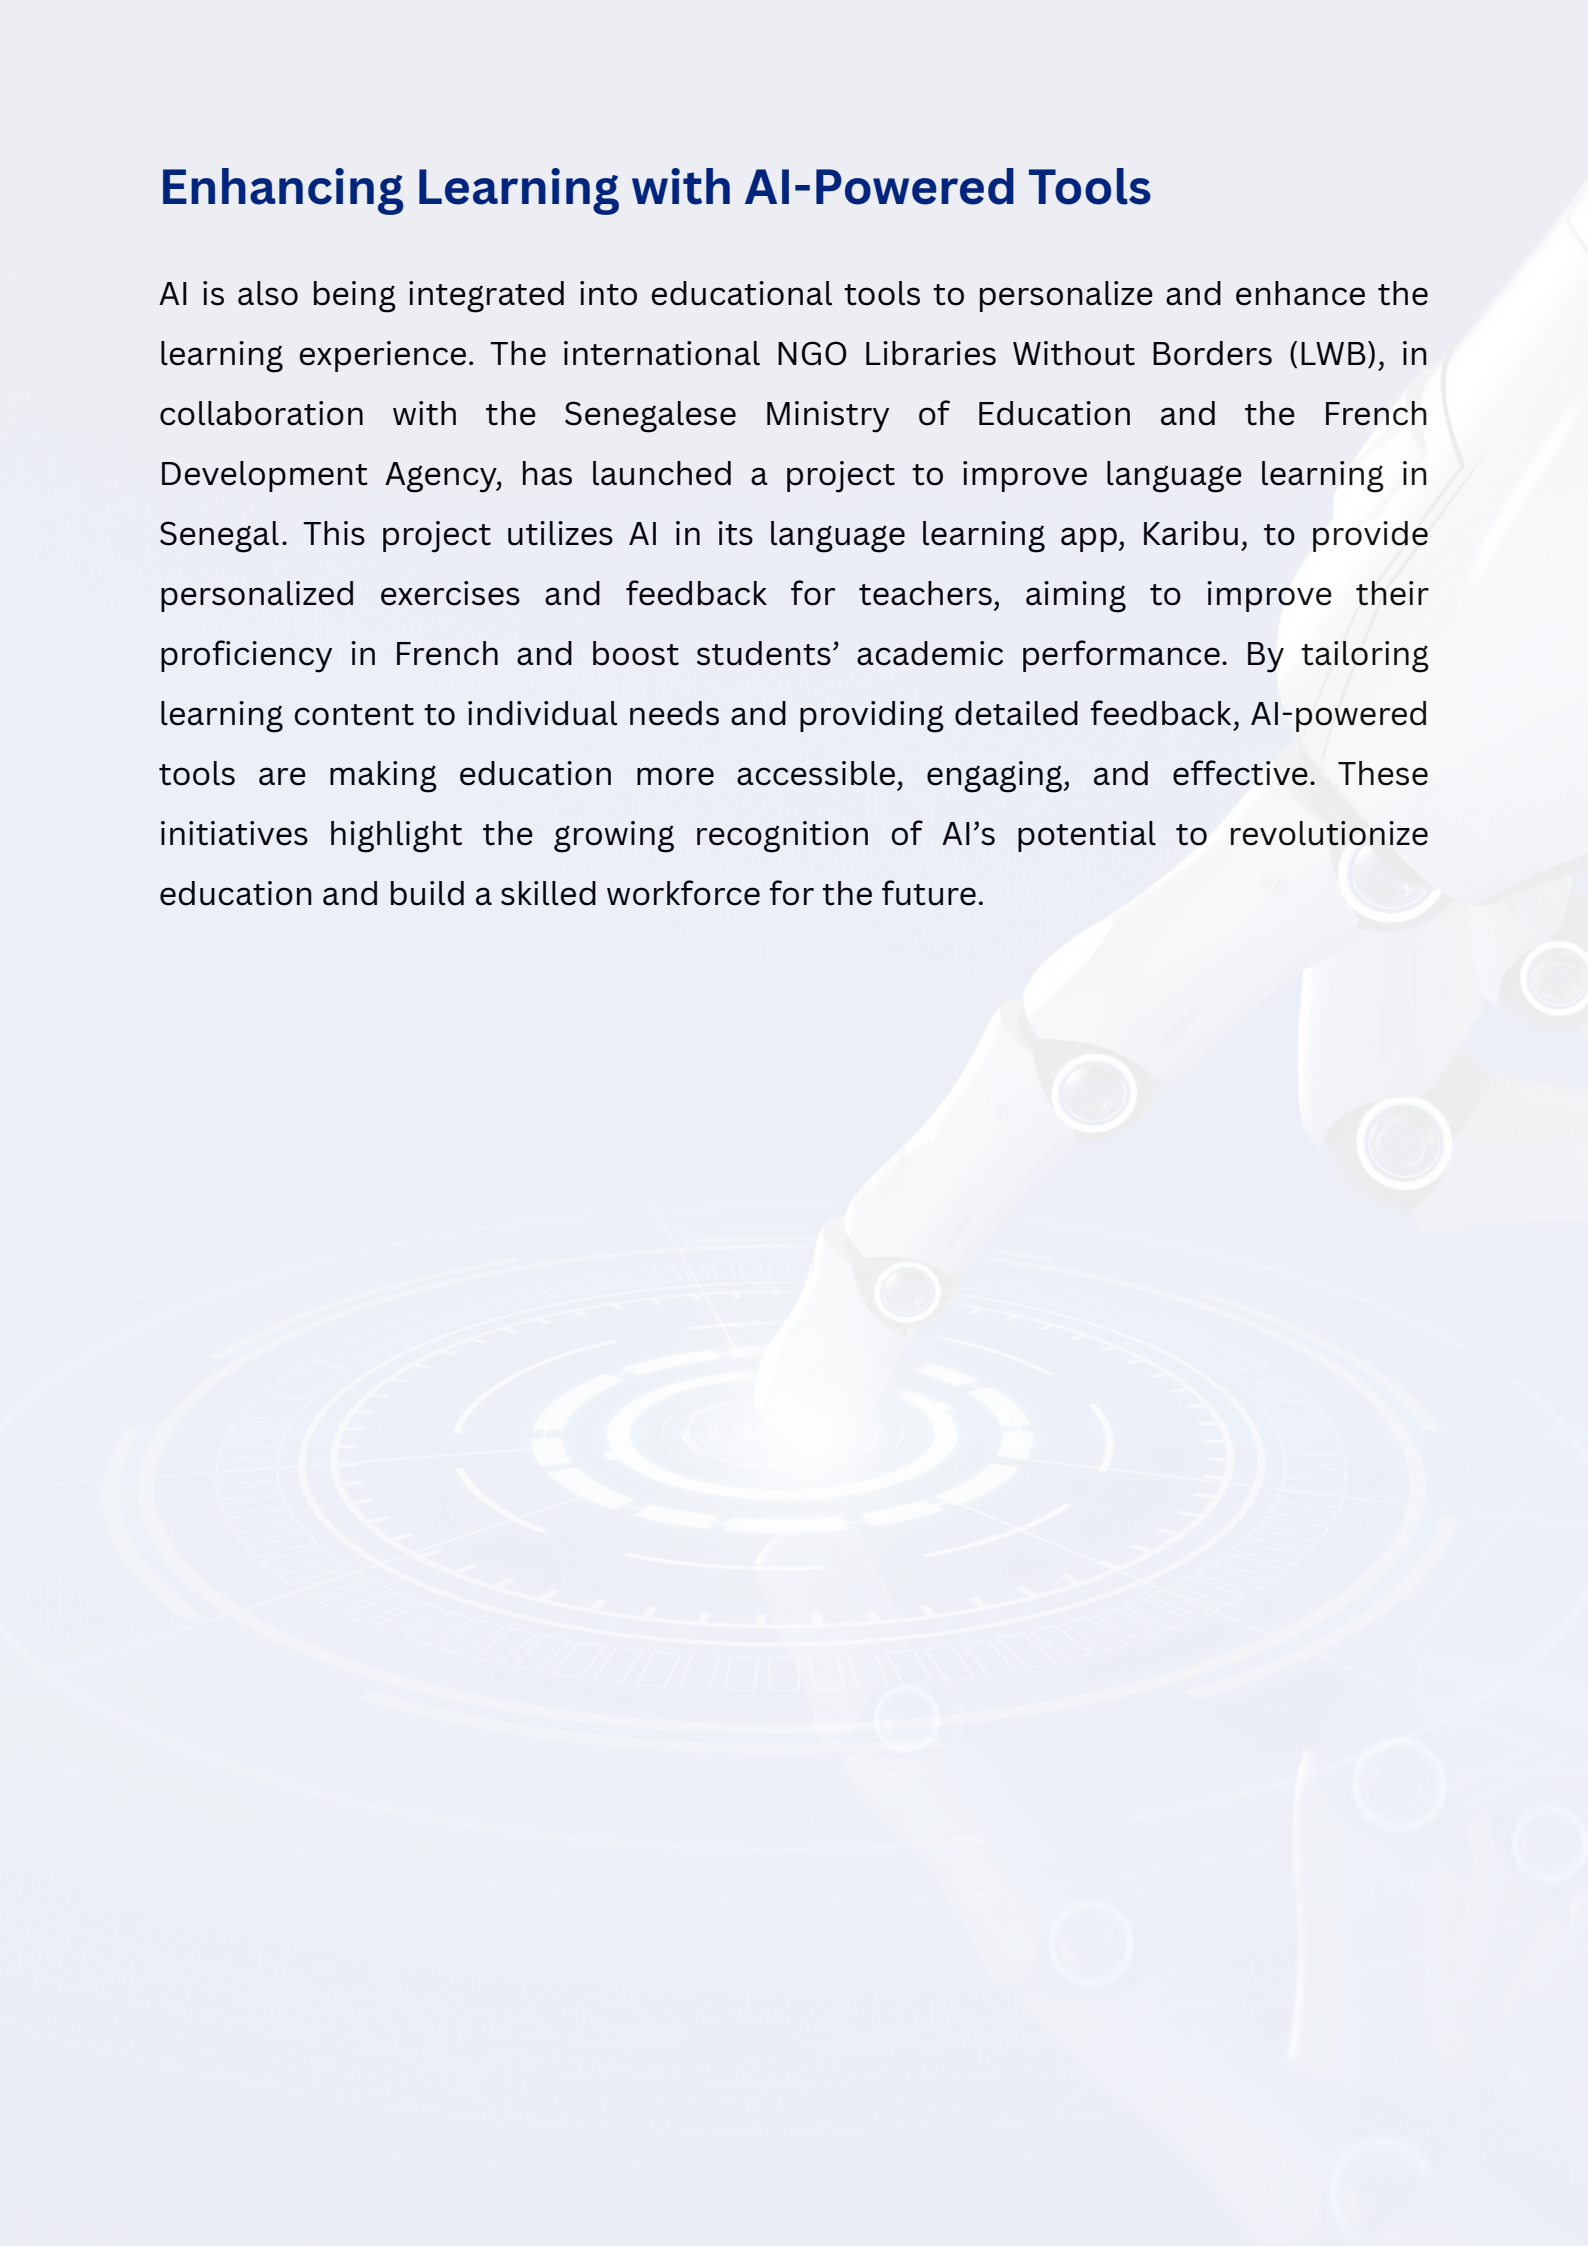 Enhancing Learning with AI-Powered Tools
AI is also being integrated into educational tools to personalize and enhance the
learning experience. The international NGO Libraries Without Borders (LWB), in
collaboration with the Senegalese Ministry of Education and the French
Development Agency, has launched a project to improve language learning in
Senegal. This project utilizes AI in its language learning app, Karibu, to provide
personalized exercises and feedback for teachers, aiming to improve their
proficiency in French and boost students’ academic performance. By tailoring
learning content to individual needs and providing detailed feedback, AI-powered
tools are making education more accessible, engaging, and effective. These
initiatives highlight the growing recognition of AI’s potential to revolutionize
education and build a skilled workforce for the future.